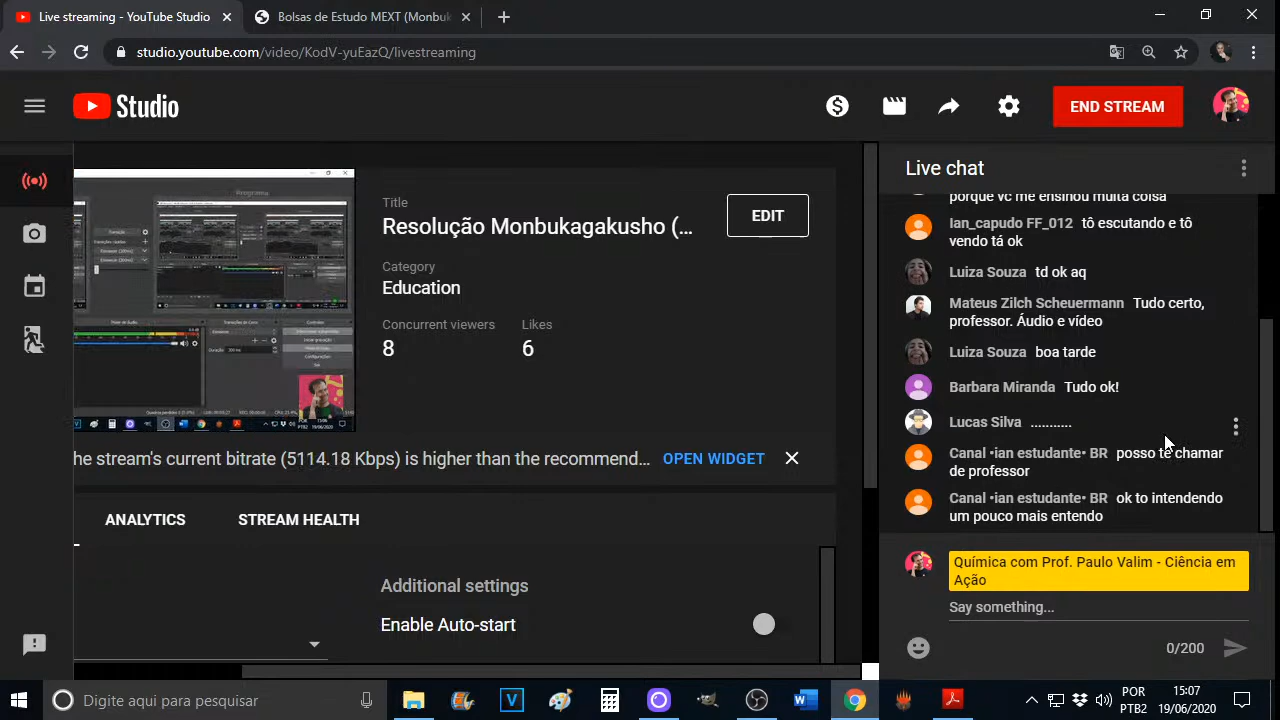 Live streaming - YouTube Studio
Bolsas de Estudo MEXT (Monbuk
studio.youtube.com/video/KodV-yuEazQ/livestreaming
Studio
END STREAM
Programa
Title
Resolução Monbukagakusho (...
EDIT
Category
Education
Concurrent viewers
Likes
8
6
he stream's current bitrate (5114.18 Kbps) is higher than the recommend...
OPEN WIDGET
ANALYTICS
STREAM HEALTH
Additional settings
Enable Auto-start
Live chat
porque vc me ensinou muita coisa
Ian_capudo FF_012 tô escutando e tô
vendo tá ok
Luiza Souza td ok aq
Mateus Zilch Scheuermann Tudo certo,
professor. Áudio e vídeo
Luiza Souza boa tarde
Barbara Miranda Tudo ok!
Lucas Silva ...........
Canal •ian estudante• BR posso te chamar
de professor
Canal •ian estudante• BR ok to intendendo
um pouco mais entendo
Química com Prof. Paulo Valim - Ciência em
Ação
Say something...
0/200
Digite aqui para pesquisar
POR
PTB2
15:07
19/06/2020